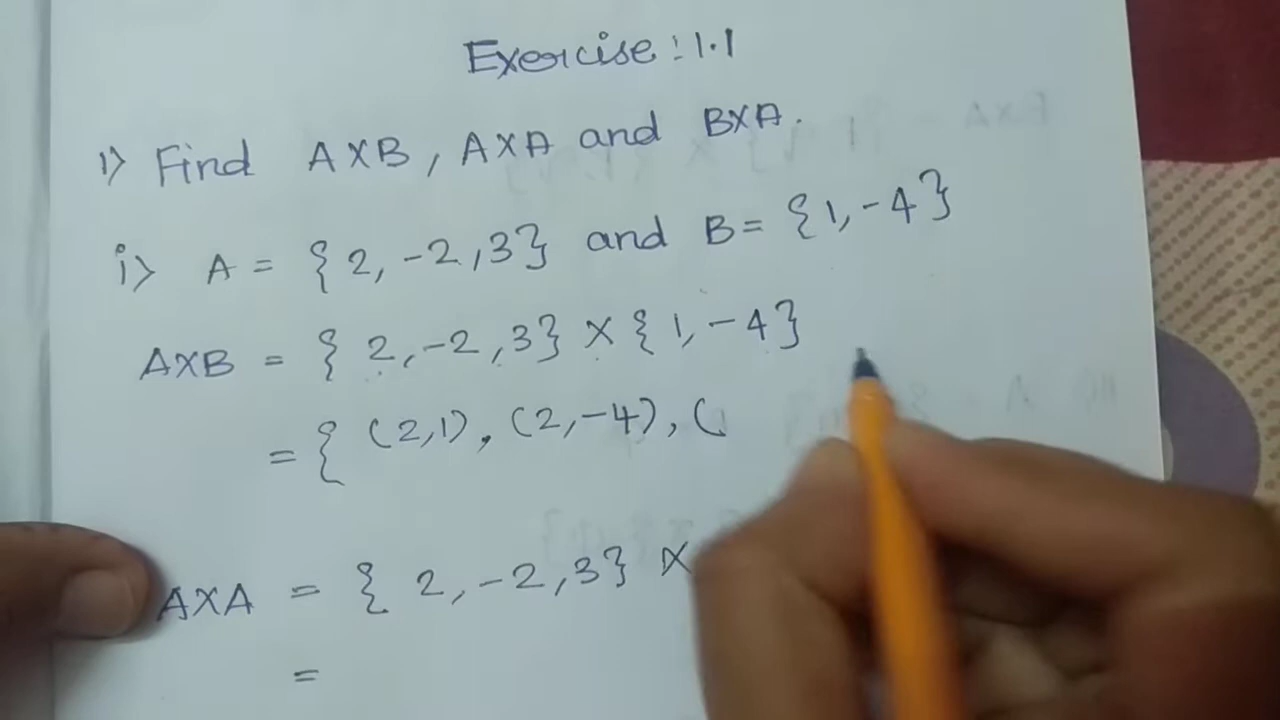 Exercise : 1.1
1) Find A×B, A×A and B×A.
i) A = {2, -2, 3} and B = {1, -4}
A×B = { 2, -2, 3} × { 1, -4}
= { (2,1), (2,-4), (
A×A = { 2, -2, 3} ×
=